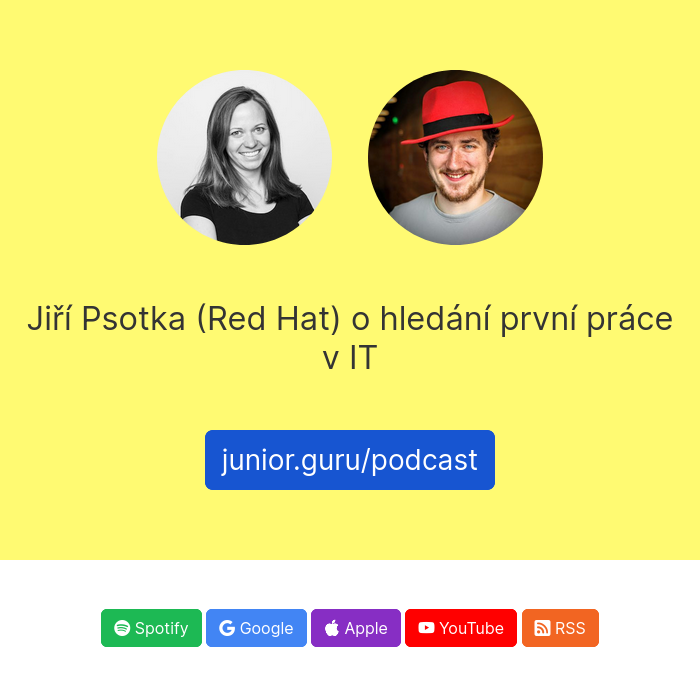 Jiří Psotka (Red Hat) o hledání první práce
v IT
junior.guru/podcast
Spotify Google Apple YouTube RSS